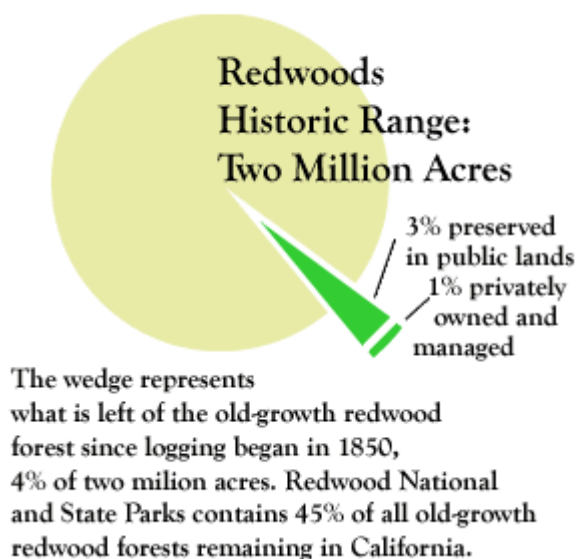 Redwoods
Historic Range:
Two Million Acres
3% preserved
in public lands
1% privately
owned and
managed
The wedge represents
what is left of the old-growth redwood
forest since logging began in 1850,
4% of two milion acres. Redwood National
and State Parks contains 45% of all old-growth
redwood forests remaining in California.